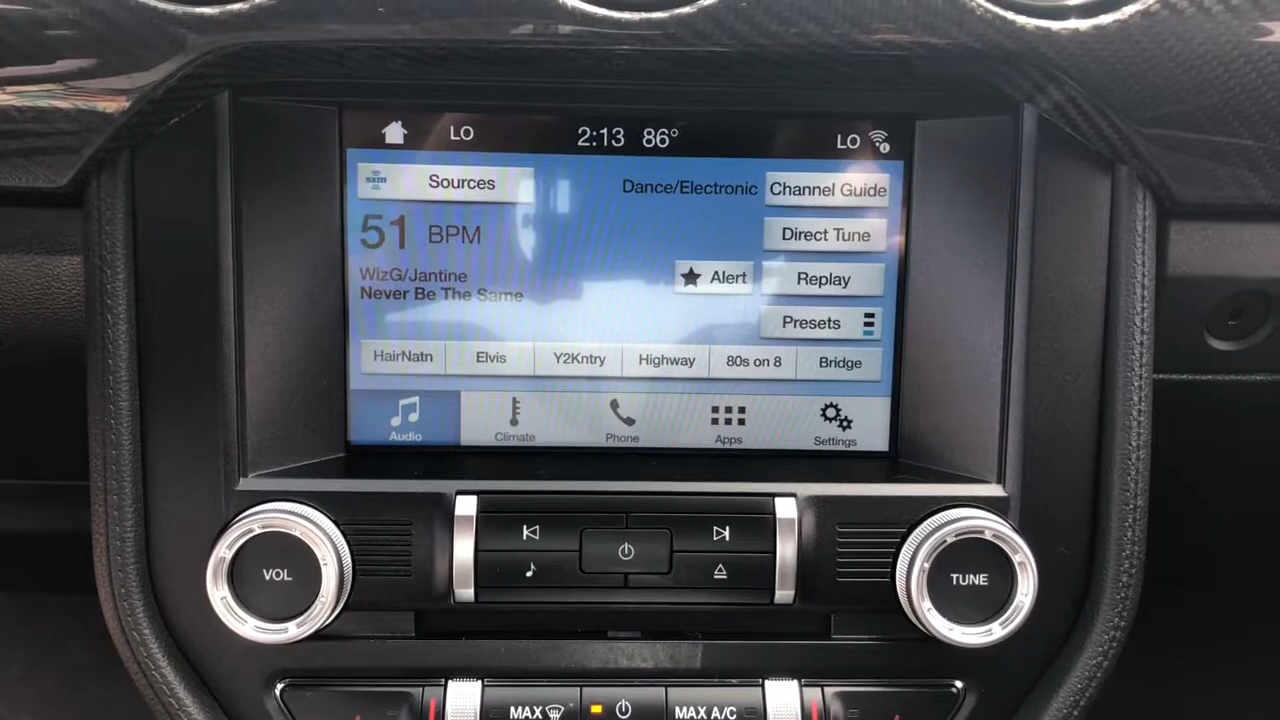 LO 2:13 86° LO
sxm Sources Dance/Electronic Channel Guide
51 BPM Direct Tune
WizG/Jantine
Never Be The Same
Alert Replay
Presets
HairNatn Elvis Y2Kntry Highway 80s on 8 Bridge
Audio Climate Phone Apps Settings
VOL TUNE
MAX MAX A/C